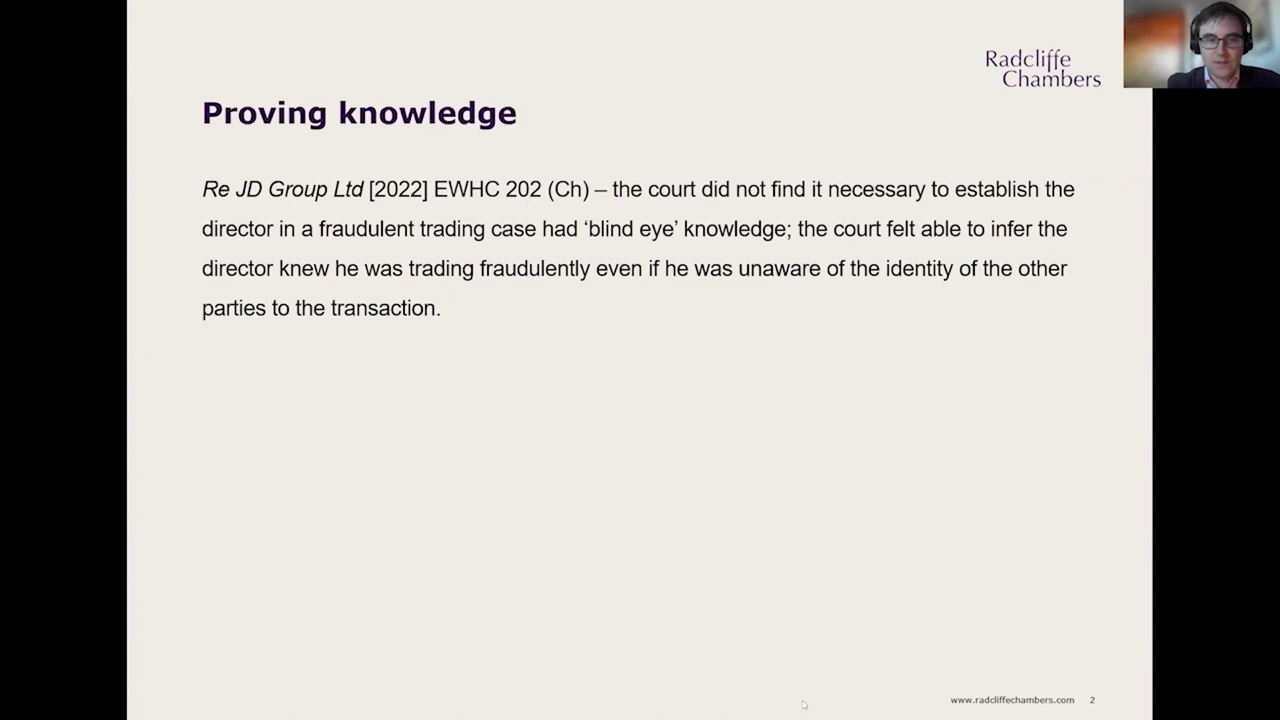 Radcliffe
Chambers
Proving knowledge
Re JD Group Ltd [2022] EWHC 202 (Ch) – the court did not find it necessary to establish the
director in a fraudulent trading case had ‘blind eye’ knowledge; the court felt able to infer the
director knew he was trading fraudulently even if he was unaware of the identity of the other
parties to the transaction.
www.radcliffechambers.com 2